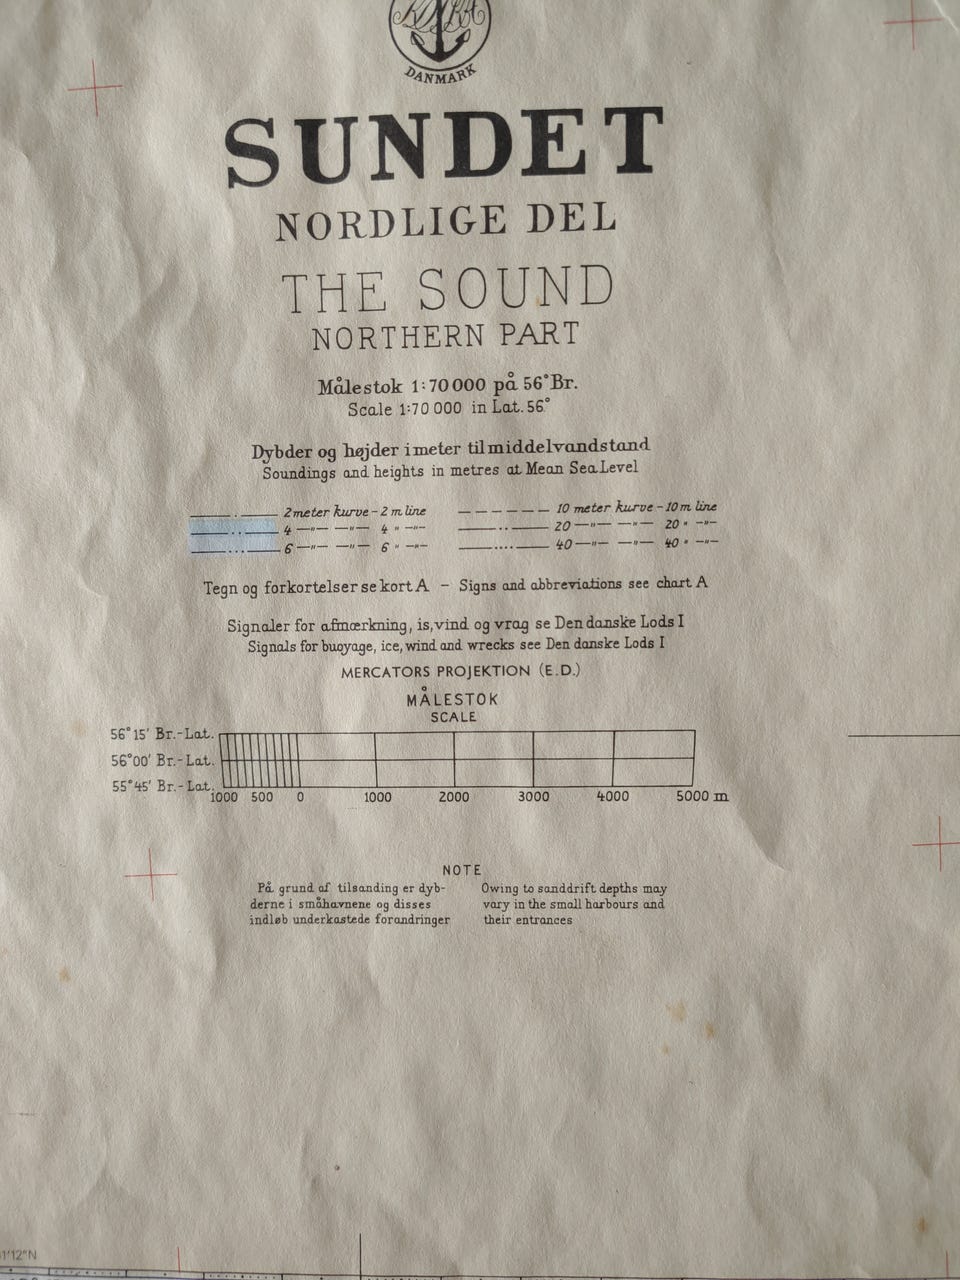 DANMARK
SUNDET
NORDLIGE DEL
THE SOUND
NORTHERN PART
Målestok 1:70 000 på 56° Br.
Scale 1:70 000 in Lat. 56°
Dybder og højder i meter til middelvandstand
Soundings and heights in metres at Mean Sea Level
2 meter kurve - 2 m line
4 —"— —"— 4 " —"—
6 —"— —"— 6 " —"—
10 meter kurve - 10 m line
20 —"— —"— 20 " —"—
40 —"— —"— 40 " —"—
Tegn og forkortelser se kort A - Signs and abbreviations see chart A
Signaler for afmærkning, is, vind og vrag se Den danske Lods I
Signals for buoyage, ice, wind and wrecks see Den danske Lods I
MERCATORS PROJEKTION (E.D.)
MÅLESTOK
SCALE
56° 15' Br.-Lat.
56° 00' Br.-Lat.
55° 45' Br.-Lat.
1000 500 0 1000 2000 3000 4000 5000 m
NOTE
På grund af tilsanding er dyb-
derne i småhavnene og disses
indløb underkastede forandringer
Owing to sanddrift depths may
vary in the small harbours and
their entrances
1'12"N